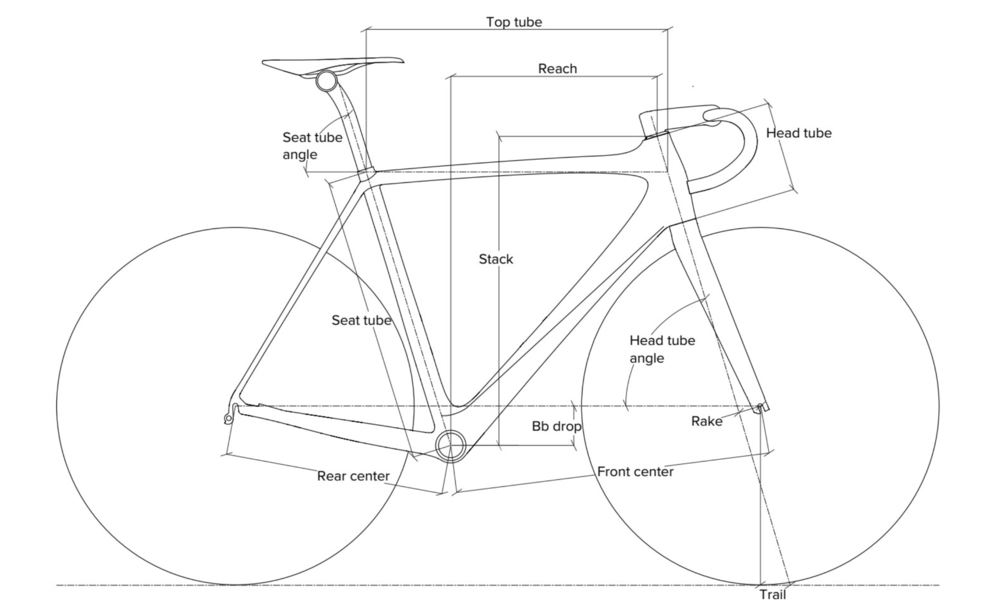 Top tube
Reach
Head tube
Seat tube
angle
Stack
Seat tube
Head tube
angle
Rake
Bb drop
Rear center
Front center
Trail